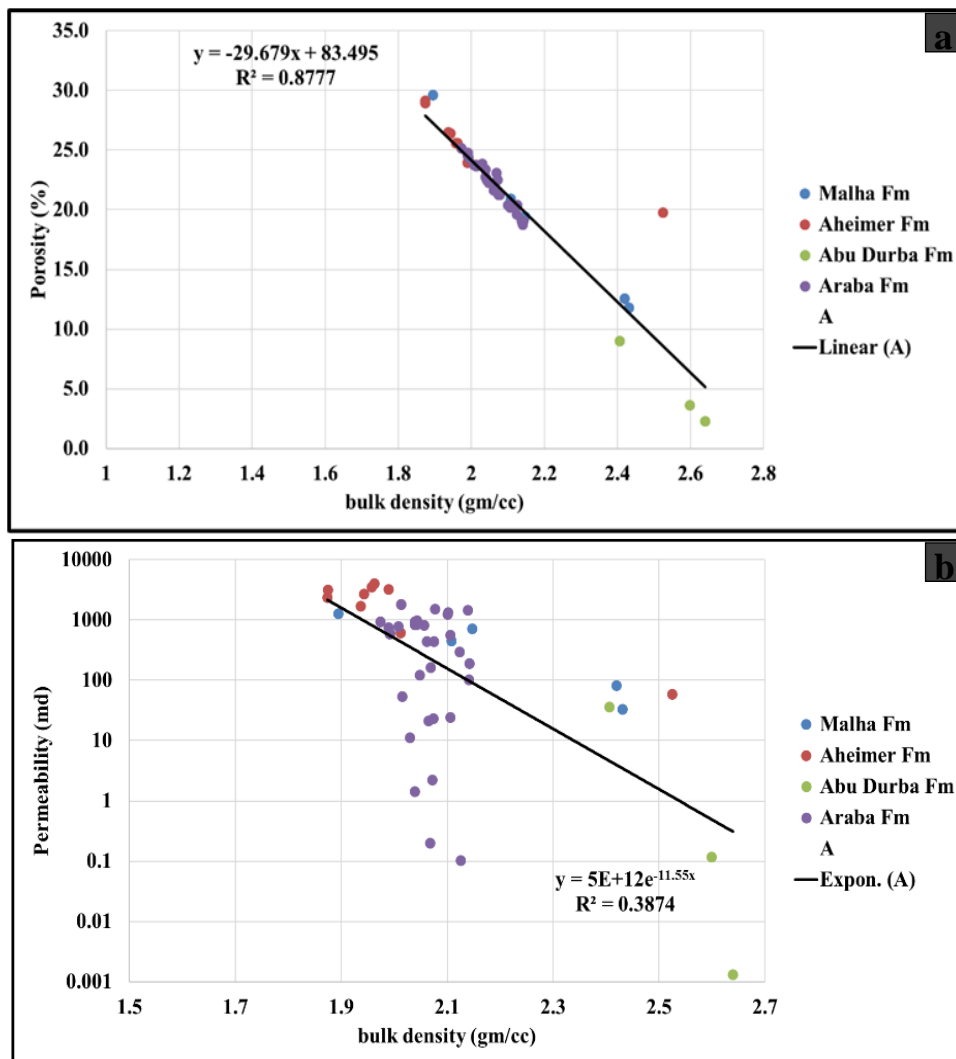 a
y = -29.679x + 83.495
R² = 0.8777
35.0
30.0
25.0
20.0
15.0
10.0
5.0
0.0
Porosity (%)
1 1.2 1.4 1.6 1.8 2 2.2 2.4 2.6 2.8
bulk density (gm/cc)
Malha Fm
Aheimer Fm
Abu Durba Fm
Araba Fm
A
Linear (A)
b
10000
1000
100
10
1
0.1
0.01
0.001
Permeability (md)
y = 5E+12e^-11.55x
R² = 0.3874
1.5 1.7 1.9 2.1 2.3 2.5 2.7
bulk density (gm/cc)
Malha Fm
Aheimer Fm
Abu Durba Fm
Araba Fm
A
Expon. (A)